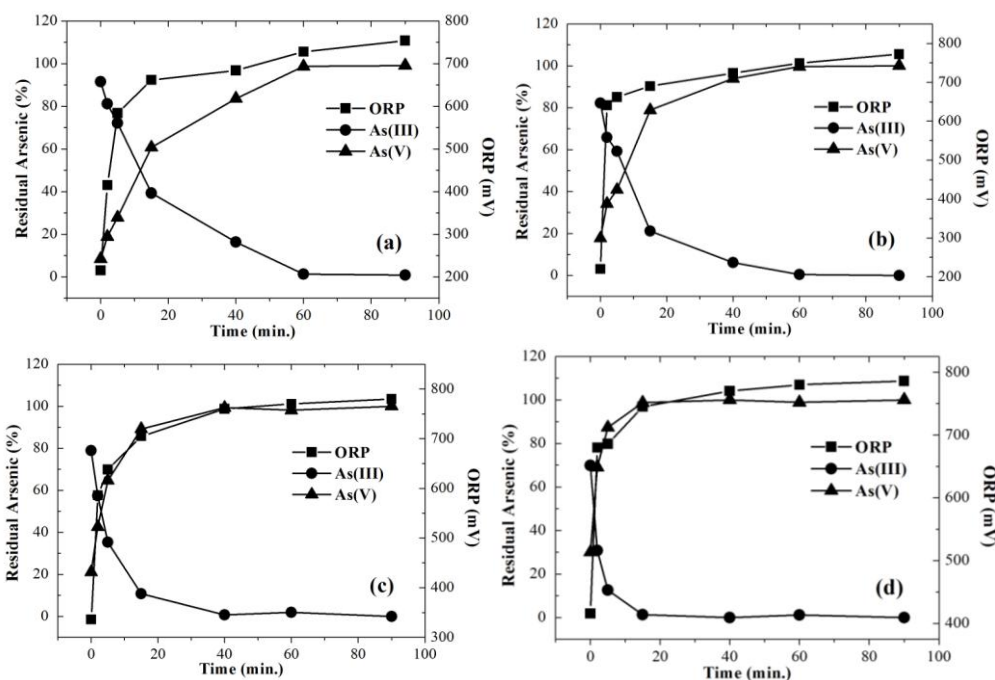 120
100
80
60
40
20
0
Residual Arsenic (%)
800
700
600
500
400
300
200
ORP (mV)
ORP
As(III)
As(V)
(a)
0 20 40 60 80 100
Time (min.)
120
100
80
60
40
20
0
Residual Arsenic (%)
800
700
600
500
400
300
200
ORP (mV)
ORP
As(III)
As(V)
(b)
0 20 40 60 80 100
Time (min.)
120
100
80
60
40
20
0
Residual Arsenic (%)
800
700
600
500
400
300
ORP (mV)
ORP
As(III)
As(V)
(c)
0 20 40 60 80 100
Time (min.)
120
100
80
60
40
20
0
Residual Arsenic (%)
800
700
600
500
400
ORP (mV)
ORP
As(III)
As(V)
(d)
0 20 40 60 80 100
Time (min.)